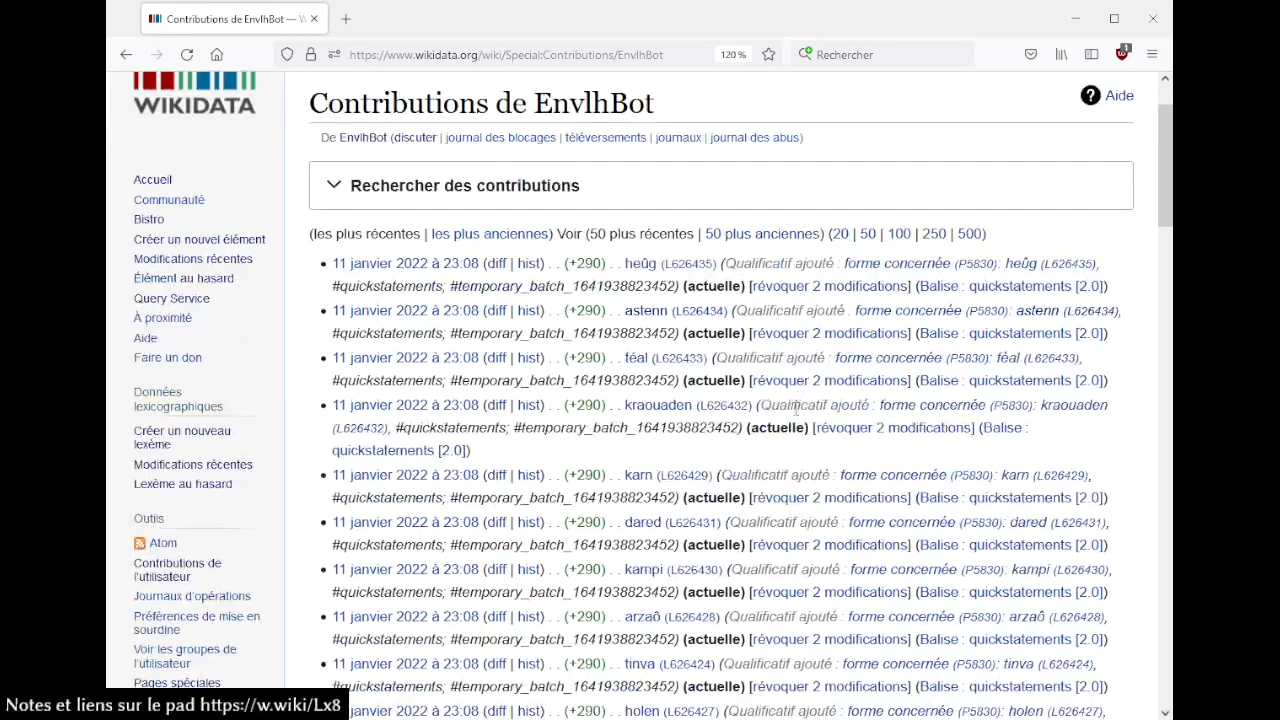 Contributions de EnvlhBot — W
https://www.wikidata.org/wiki/Special:Contributions/EnvlhBot
120 %
Rechercher
1
WIKIDATA
Accueil
Communauté
Bistro
Créer un nouvel élément
Modifications récentes
Élément au hasard
Query Service
À proximité
Aide
Faire un don
Données
lexicographiques
Créer un nouveau
lexème
Modifications récentes
Lexème au hasard
Outils
Atom
Contributions de
l'utilisateur
Journaux d'opérations
Préférences de mise en
sourdine
Voir les groupes de
l'utilisateur
Pages spéciales
Contributions de EnvlhBot
Aide
De EnvlhBot (discuter | journal des blocages | téléversements | journaux | journal des abus)
Rechercher des contributions
(les plus récentes | les plus anciennes) Voir (50 plus récentes | 50 plus anciennes) (20 | 50 | 100 | 250 | 500)
11 janvier 2022 à 23:08 (diff | hist) . . (+290) . . heûg (L626435) (Qualificatif ajouté : forme concernée (P5830): heûg (L626435),
#quickstatements; #temporary_batch_1641938823452) (actuelle) [révoquer 2 modifications] (Balise : quickstatements [2.0])
11 janvier 2022 à 23:08 (diff | hist) . . (+290) . . astenn (L626434) (Qualificatif ajouté : forme concernée (P5830): astenn (L626434),
#quickstatements; #temporary_batch_1641938823452) (actuelle) [révoquer 2 modifications] (Balise : quickstatements [2.0])
11 janvier 2022 à 23:08 (diff | hist) . . (+290) . . féal (L626433) (Qualificatif ajouté : forme concernée (P5830): féal (L626433),
#quickstatements; #temporary_batch_1641938823452) (actuelle) [révoquer 2 modifications] (Balise : quickstatements [2.0])
11 janvier 2022 à 23:08 (diff | hist) . . (+290) . . kraouaden (L626432) (Qualificatif ajouté : forme concernée (P5830): kraouaden
(L626432), #quickstatements; #temporary_batch_1641938823452) (actuelle) [révoquer 2 modifications] (Balise :
quickstatements [2.0])
11 janvier 2022 à 23:08 (diff | hist) . . (+290) . . karn (L626429) (Qualificatif ajouté : forme concernée (P5830): karn (L626429),
#quickstatements; #temporary_batch_1641938823452) (actuelle) [révoquer 2 modifications] (Balise : quickstatements [2.0])
11 janvier 2022 à 23:08 (diff | hist) . . (+290) . . dared (L626431) (Qualificatif ajouté : forme concernée (P5830): dared (L626431),
#quickstatements; #temporary_batch_1641938823452) (actuelle) [révoquer 2 modifications] (Balise : quickstatements [2.0])
11 janvier 2022 à 23:08 (diff | hist) . . (+290) . . kampi (L626430) (Qualificatif ajouté : forme concernée (P5830): kampi (L626430),
#quickstatements; #temporary_batch_1641938823452) (actuelle) [révoquer 2 modifications] (Balise : quickstatements [2.0])
11 janvier 2022 à 23:08 (diff | hist) . . (+290) . . arzaô (L626428) (Qualificatif ajouté : forme concernée (P5830): arzaô (L626428),
#quickstatements; #temporary_batch_1641938823452) (actuelle) [révoquer 2 modifications] (Balise : quickstatements [2.0])
11 janvier 2022 à 23:08 (diff | hist) . . (+290) . . tinva (L626424) (Qualificatif ajouté : forme concernée (P5830): tinva (L626424),
#quickstatements; #temporary_batch_1641938823452) (actuelle) [révoquer 2 modifications] (Balise : quickstatements [2.0])
11 janvier 2022 à 23:08 (diff | hist) . . (+290) . . holen (L626427) (Qualificatif ajouté : forme concernée (P5830): holen (L626427),
Notes et liens sur le pad https://w.wiki/Lx8